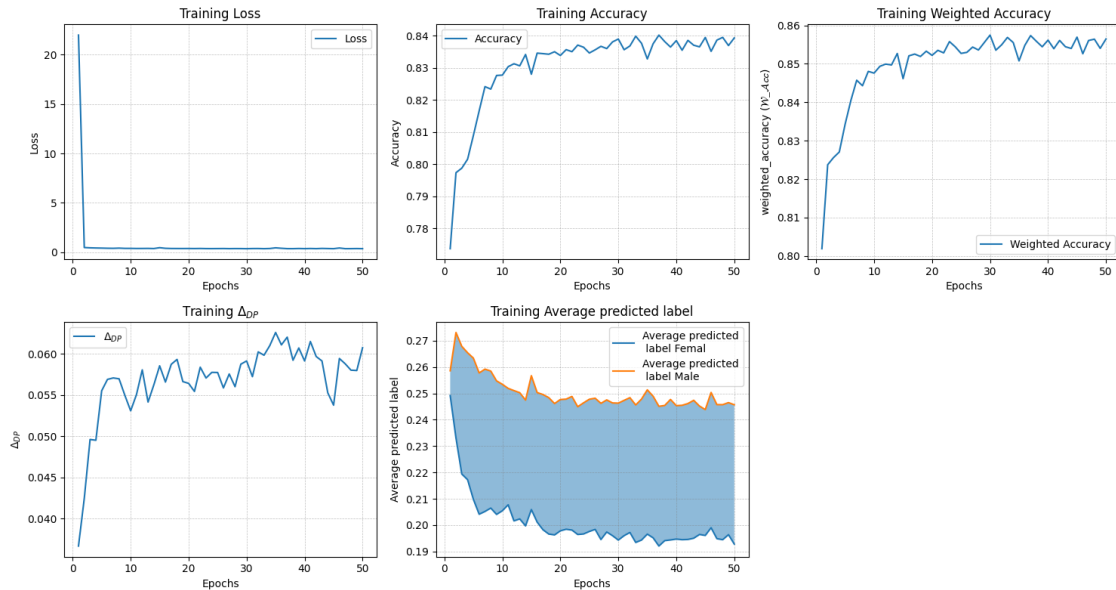 Training Loss
Loss
20
15
10
5
0
Loss
0
10
20
30
40
50
Epochs
Training Accuracy
Accuracy
0.84
0.83
0.82
0.81
0.80
0.79
0.78
Accuracy
0
10
20
30
40
50
Epochs
Training Weighted Accuracy
0.86
0.85
0.84
0.83
0.82
0.81
0.80
weighted_accuracy (𝒲_Acc)
Weighted Accuracy
0
10
20
30
40
50
Epochs
Training Δ_DP
Δ_DP
0.060
0.055
0.050
0.045
0.040
Δ_DP
0
10
20
30
40
50
Epochs
Training Average predicted label
Average predicted
label Femal
Average predicted
label Male
0.27
0.26
0.25
0.24
0.23
0.22
0.21
0.20
0.19
Average predicted label
0
10
20
30
40
50
Epochs